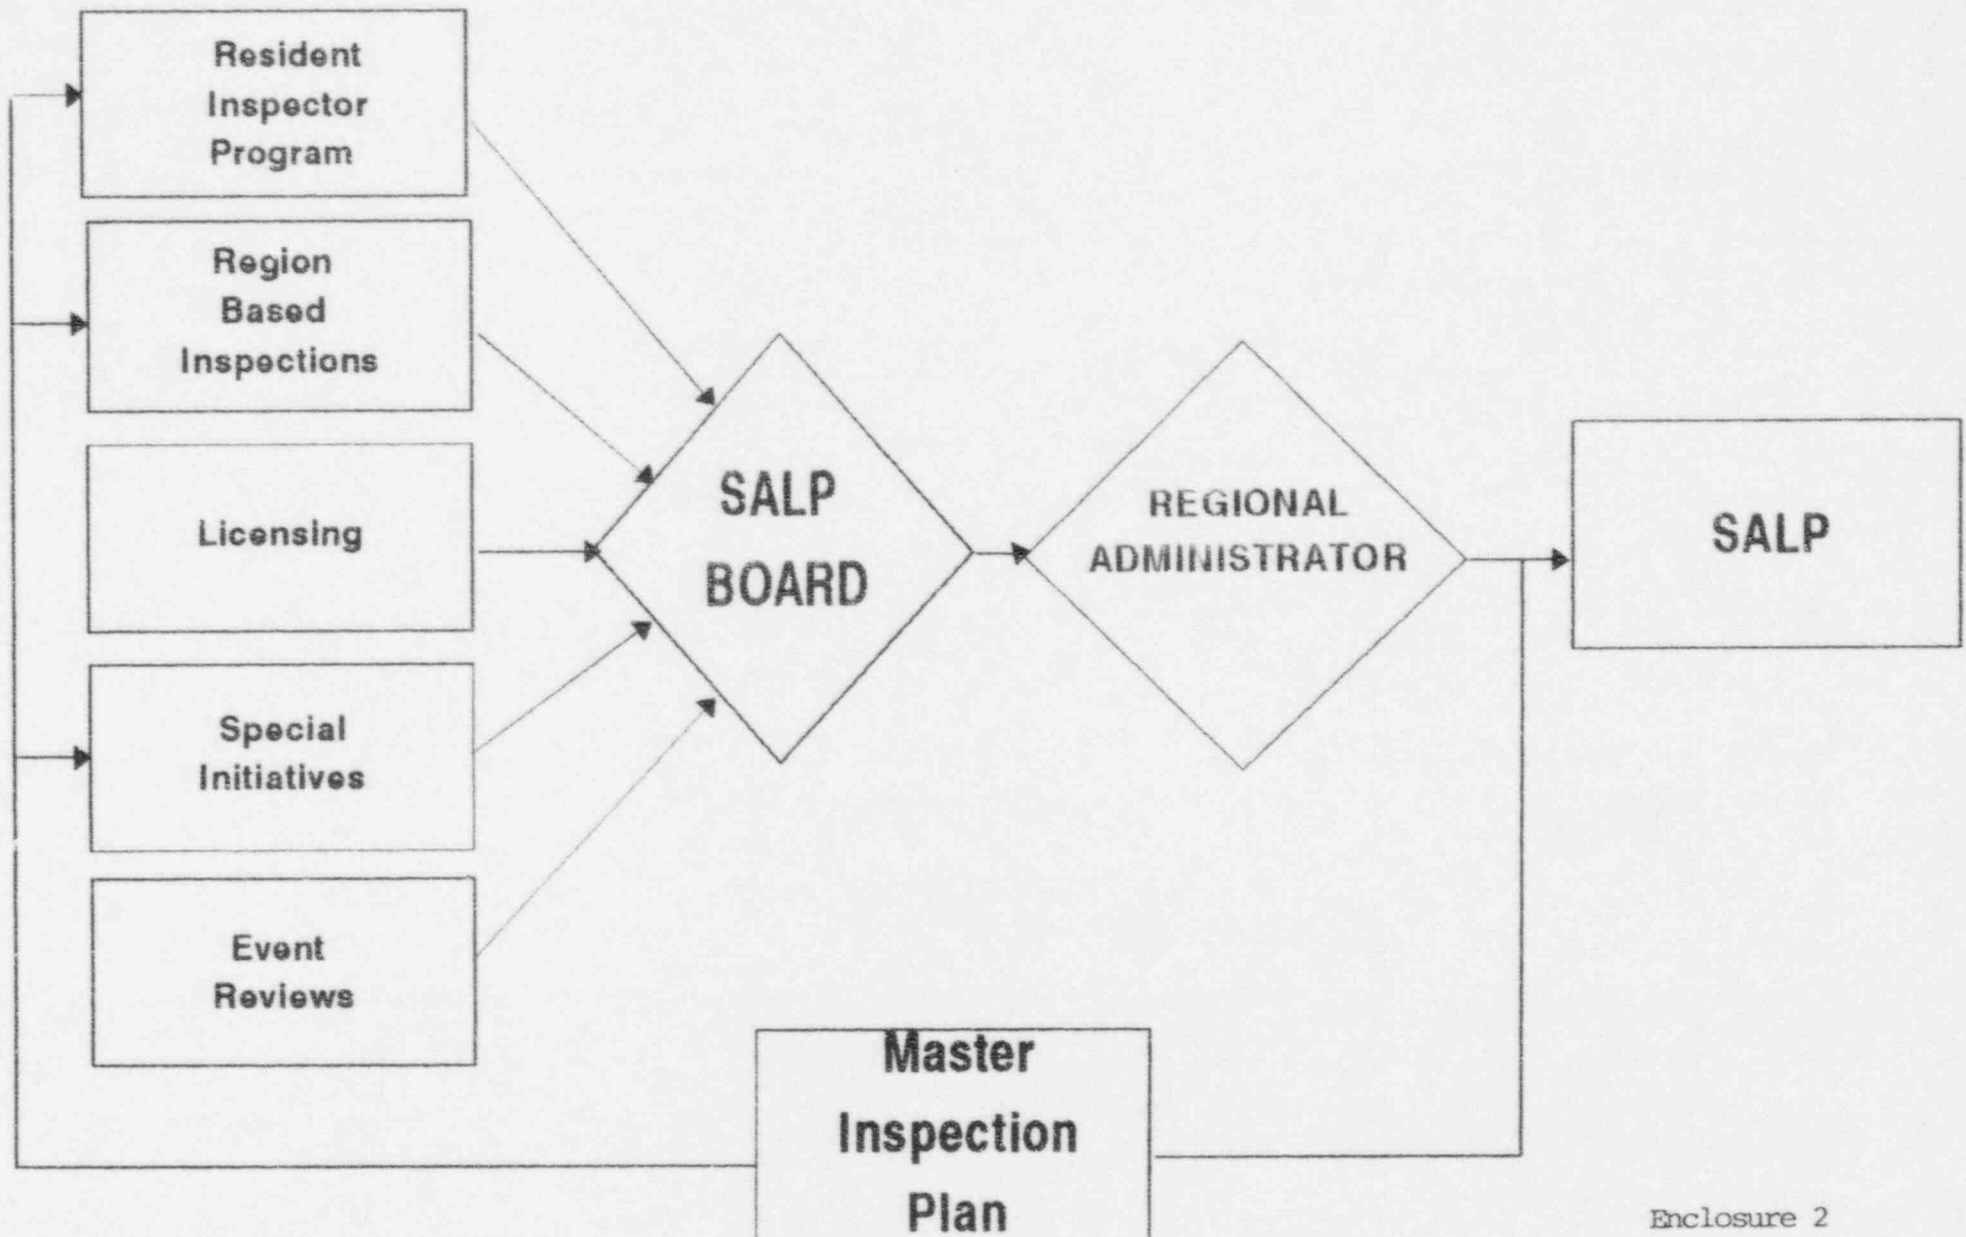 Resident
Inspector
Program
Region
Based
Inspections
Licensing
Special
Initiatives
Event
Reviews
SALP
BOARD
REGIONAL
ADMINISTRATOR
SALP
Master
Inspection
Plan
Enclosure 2